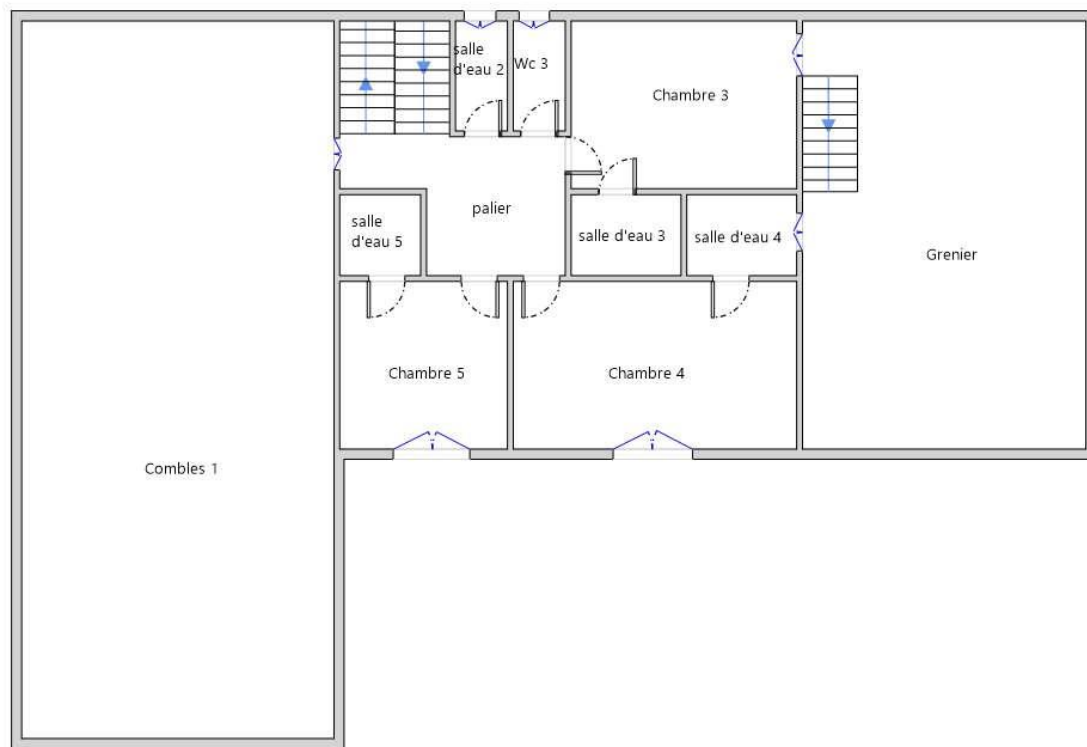 salle
d'eau 2
Wc 3
Chambre 3
palier
salle
d'eau 5
salle d'eau 3
salle d'eau 4
Grenier
Chambre 5
Chambre 4
Combles 1